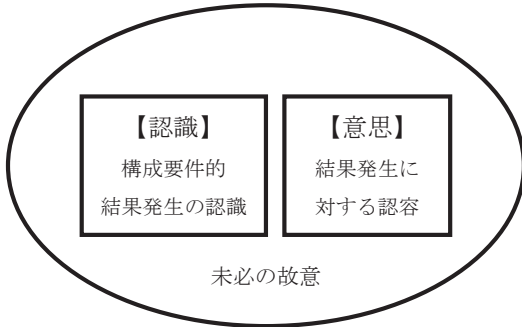 【認識】
構成要件的
結果発生の認識
【意思】
結果発生に
対する認容
未必の故意